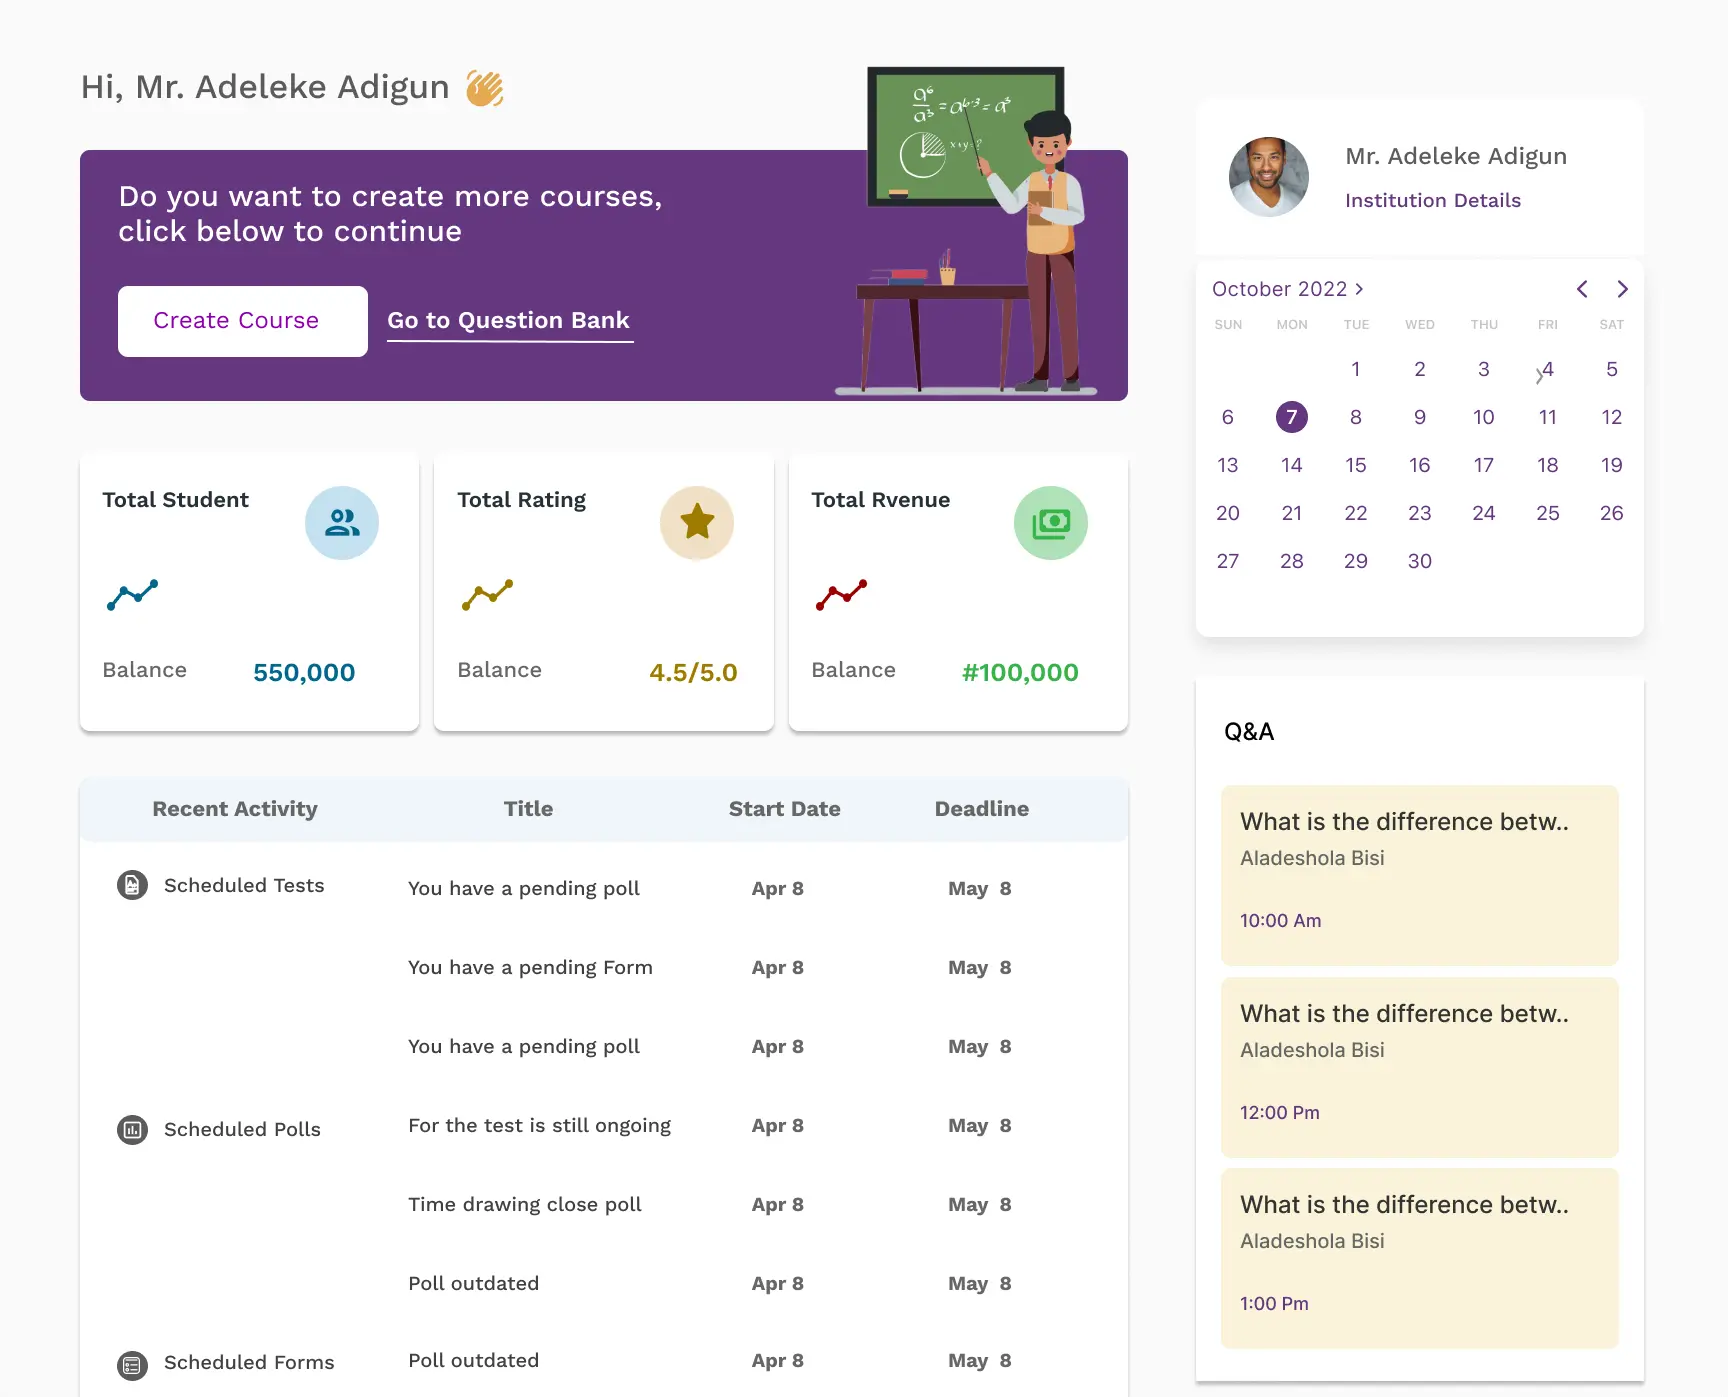 Hi, Mr. Adeleke Adigun
Do you want to create more courses,
click below to continue
Create Course
Go to Question Bank
a⁶
a³ = a⁶⁻³ = a³
x+y=?
Mr. Adeleke Adigun
Institution Details
October 2022
SUN MON TUE WED THU FRI SAT
1 2 3 4 5
6 7 8 9 10 11 12
13 14 15 16 17 18 19
20 21 22 23 24 25 26
27 28 29 30
Total Student
Balance 550,000
Total Rating
Balance 4.5/5.0
Total Rvenue
Balance #100,000
Recent Activity Title Start Date Deadline
Scheduled Tests You have a pending poll Apr 8 May 8
You have a pending Form Apr 8 May 8
You have a pending poll Apr 8 May 8
Scheduled Polls For the test is still ongoing Apr 8 May 8
Time drawing close poll Apr 8 May 8
Poll outdated Apr 8 May 8
Scheduled Forms Poll outdated Apr 8 May 8
Q&A
What is the difference betw..
Aladeshola Bisi
10:00 Am
What is the difference betw..
Aladeshola Bisi
12:00 Pm
What is the difference betw..
Aladeshola Bisi
1:00 Pm